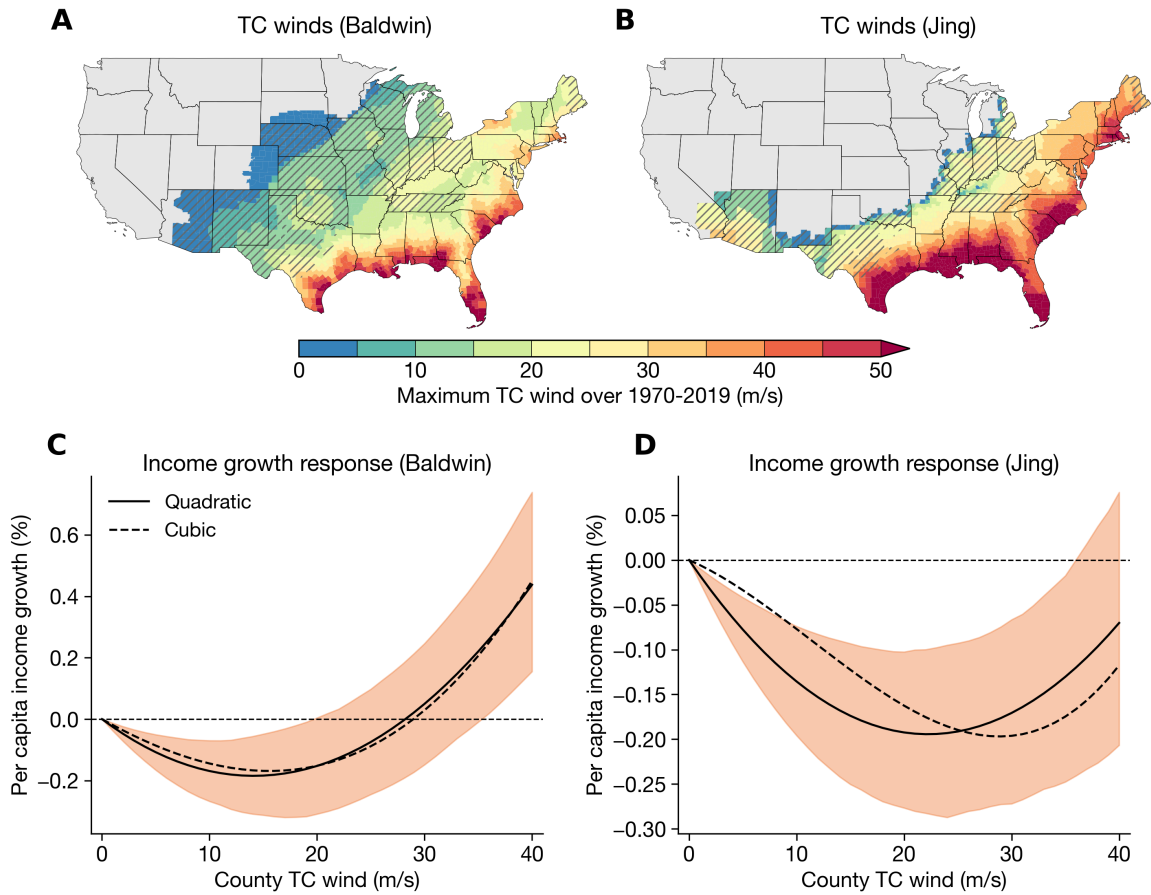 A
TC winds (Baldwin)
B
TC winds (Jing)
0 10 20 30 40 50
Maximum TC wind over 1970-2019 (m/s)
C
Income growth response (Baldwin)
Quadratic
Cubic
Per capita income growth (%)
0.6
0.4
0.2
0.0
−0.2
0 10 20 30 40
County TC wind (m/s)
D
Income growth response (Jing)
Per capita income growth (%)
0.05
0.00
−0.05
−0.10
−0.15
−0.20
−0.25
−0.30
0 10 20 30 40
County TC wind (m/s)